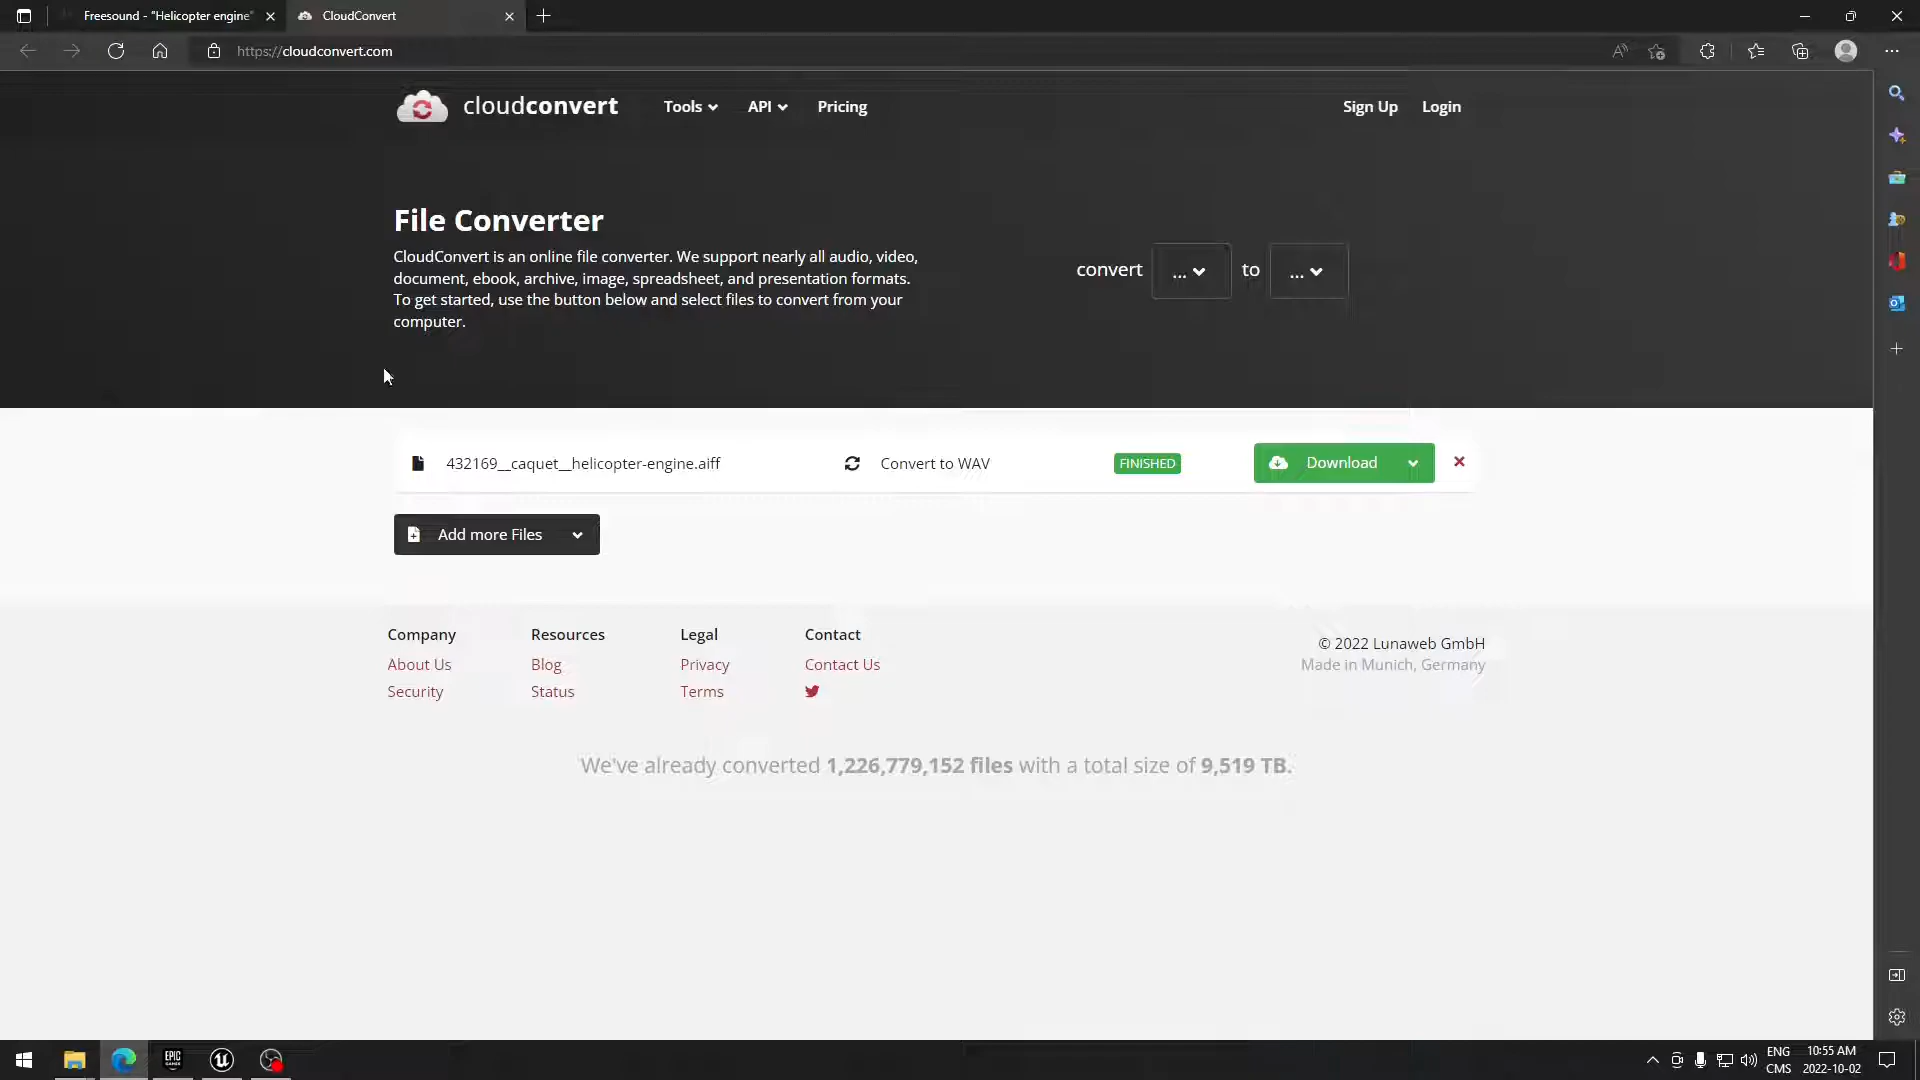 Freesound - "Helicopter engine"
CloudConvert
https://cloudconvert.com
cloudconvert
Tools
API
Pricing
Sign Up
Login
File Converter
CloudConvert is an online file converter. We support nearly all audio, video,
document, ebook, archive, image, spreadsheet, and presentation formats.
To get started, use the button below and select files to convert from your
computer.
convert ... to ...
432169__caquet__helicopter-engine.aiff
Convert to WAV
FINISHED
Download
Add more Files
Company
About Us
Security
Resources
Blog
Status
Legal
Privacy
Terms
Contact
Contact Us
© 2022 Lunaweb GmbH
Made in Munich, Germany
We've already converted 1,226,779,152 files with a total size of 9,519 TB.
EPIC
GAMES
ENG
CMS
10:55 AM
2022-10-02